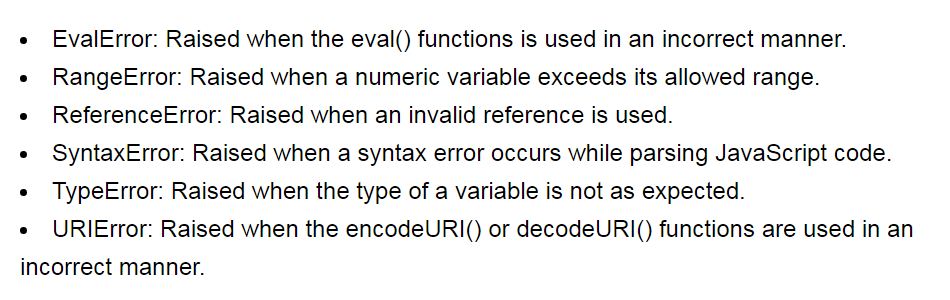 • EvalError: Raised when the eval() functions is used in an incorrect manner.
• RangeError: Raised when a numeric variable exceeds its allowed range.
• ReferenceError: Raised when an invalid reference is used.
• SyntaxError: Raised when a syntax error occurs while parsing JavaScript code.
• TypeError: Raised when the type of a variable is not as expected.
• URIError: Raised when the encodeURI() or decodeURI() functions are used in an
incorrect manner.